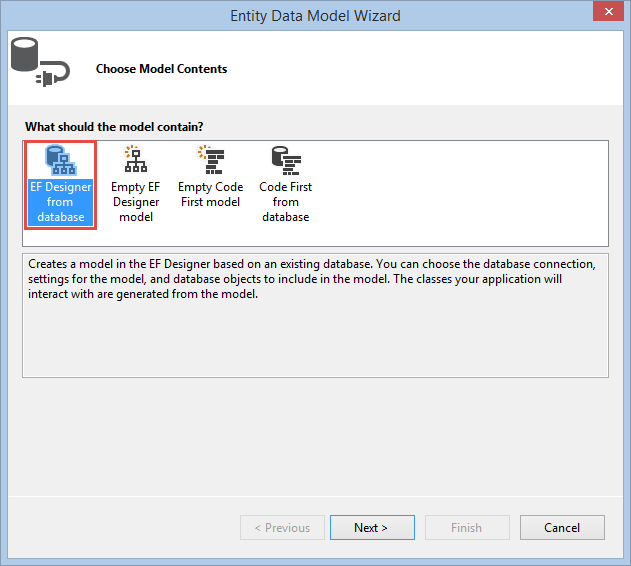 Entity Data Model Wizard
Choose Model Contents
What should the model contain?
EF Designer
from
database
Empty EF
Designer
model
Empty Code
First model
Code First
from
database
Creates a model in the EF Designer based on an existing database. You can choose the database connection,
settings for the model, and database objects to include in the model. The classes your application will
interact with are generated from the model.
< Previous
Next >
Finish
Cancel